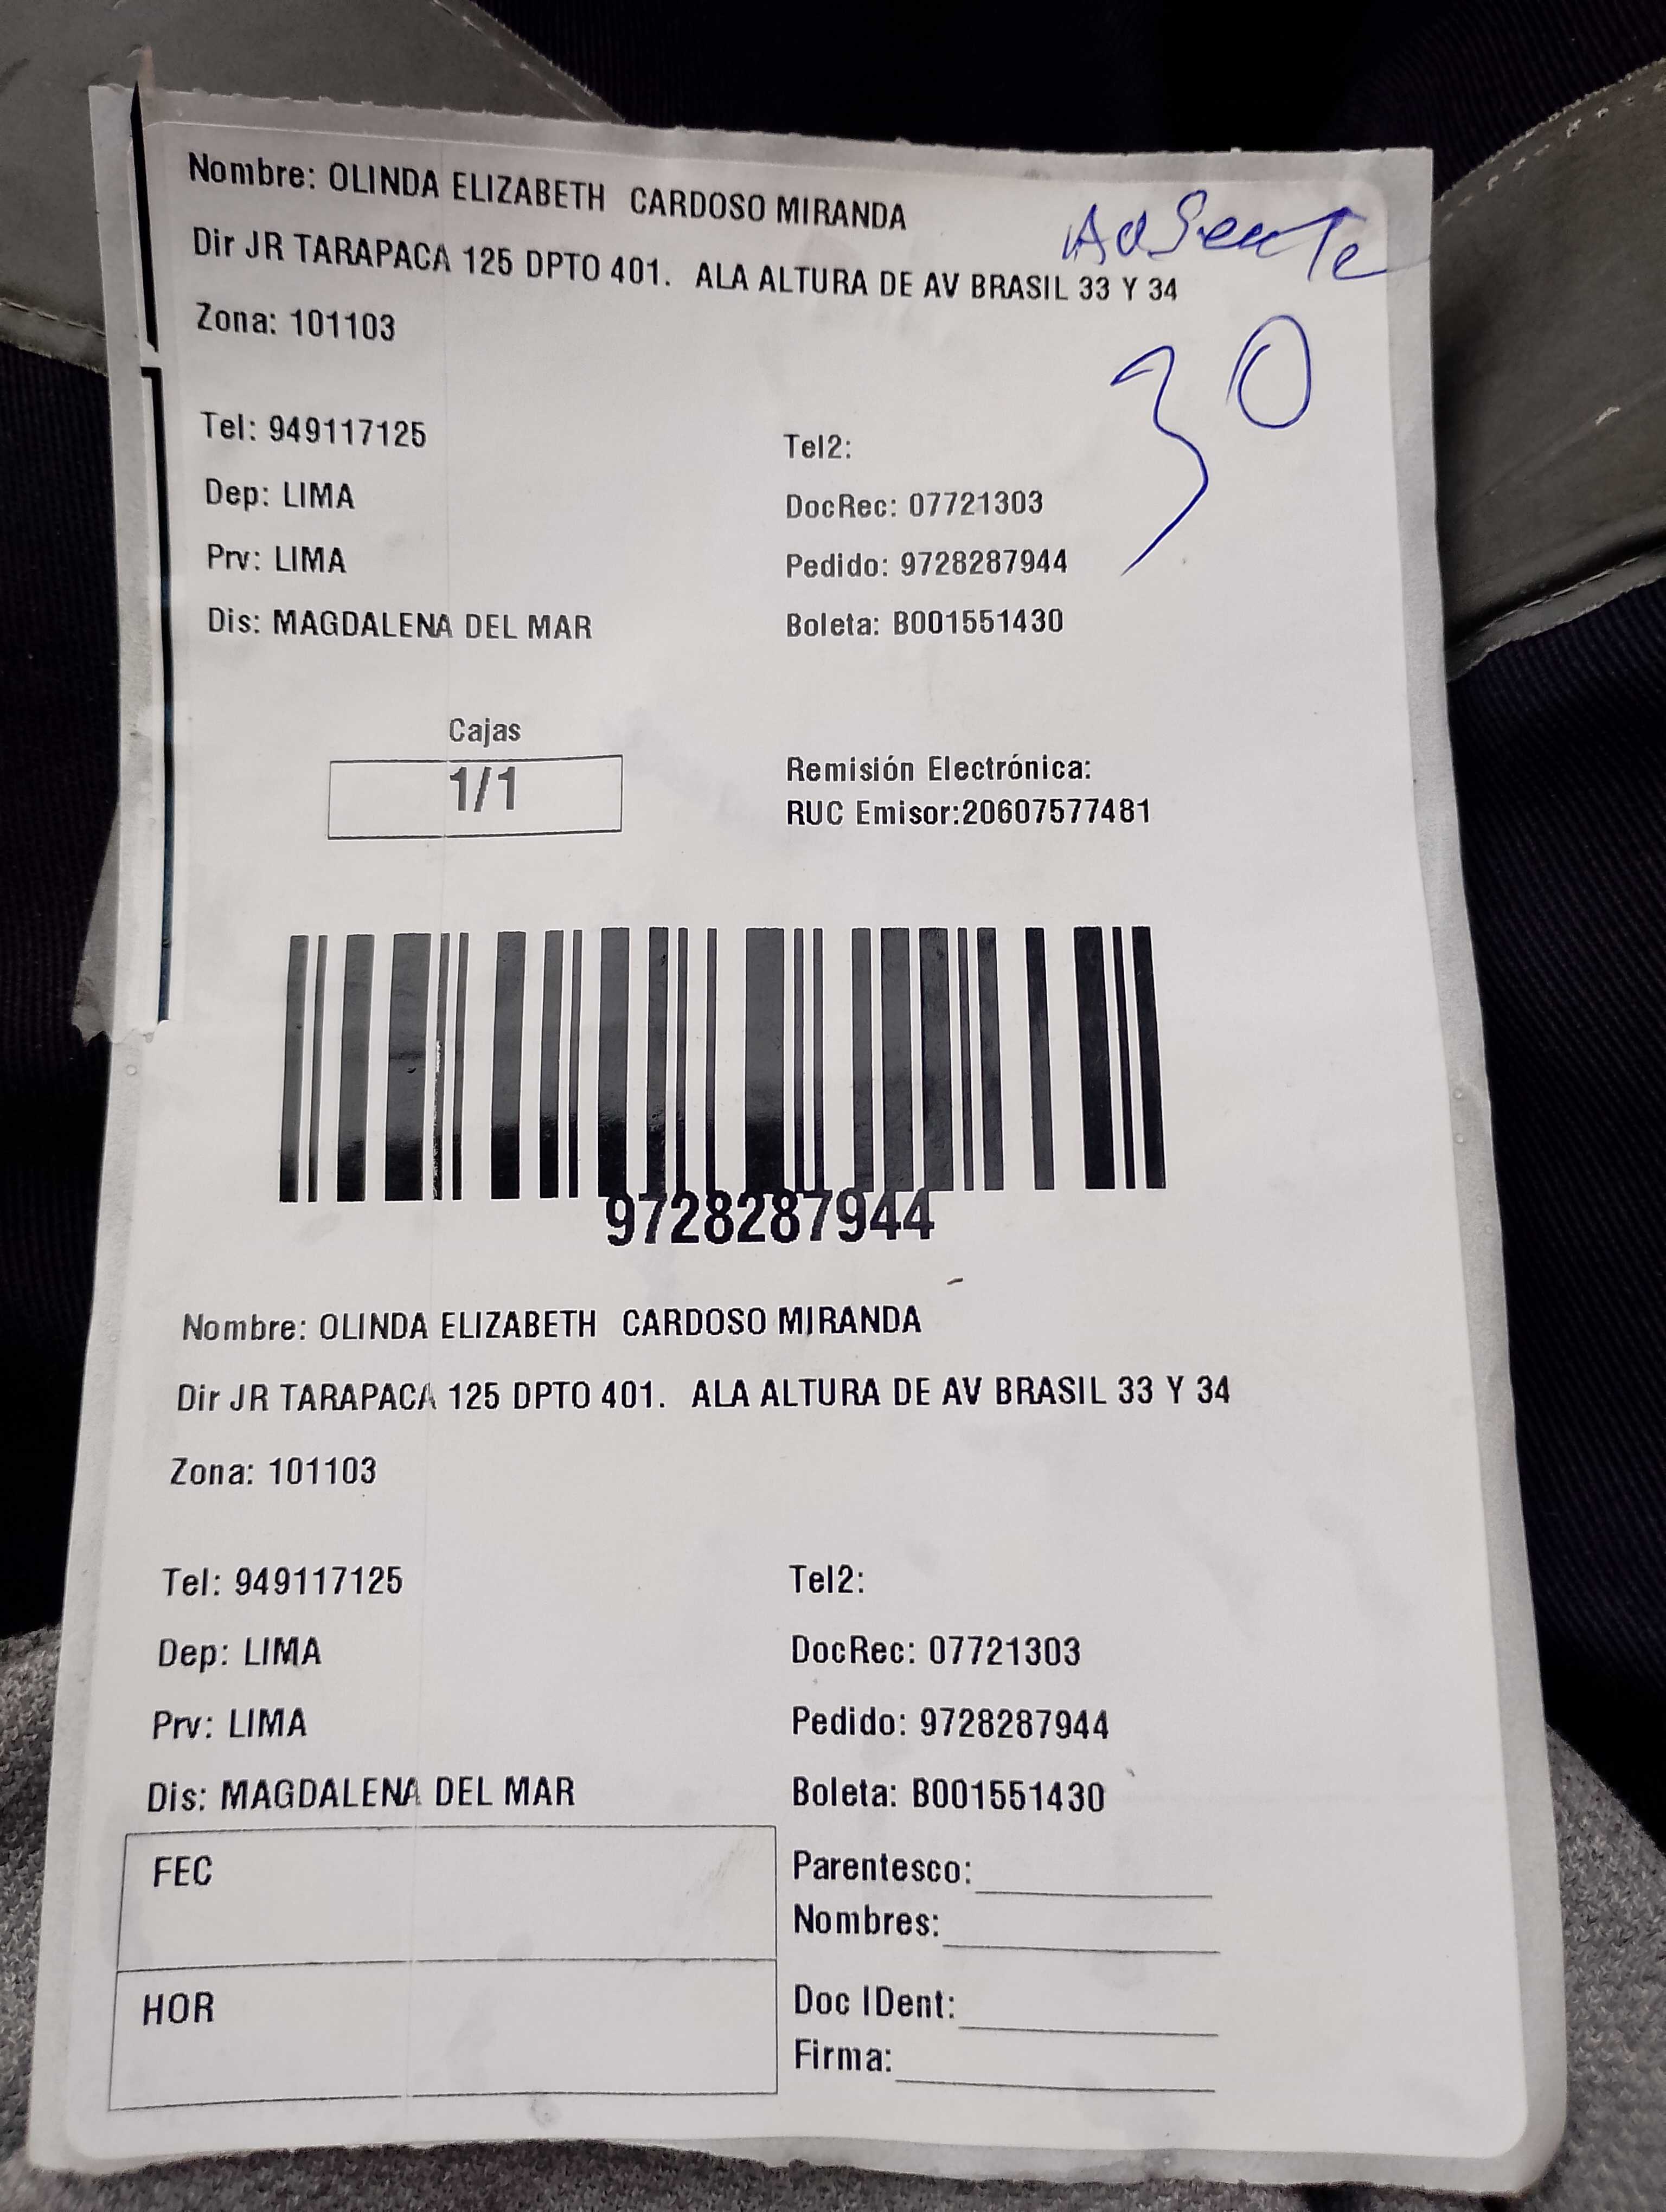 Nombre: OLINDA ELIZABETH CARDOSO MIRANDA
Ausente
Dir JR TARAPACA 125 DPTO 401. ALA ALTURA DE AV BRASIL 33 Y 34
Zona: 101103
30
Tel: 949117125
Tel2:
Dep: LIMA
DocRec: 07721303
Prv: LIMA
Pedido: 9728287944
Dis: MAGDALENA DEL MAR
Boleta: B001551430
Cajas
1/1
Remisión Electrónica:
RUC Emisor:20607577481
9728287944
Nombre: OLINDA ELIZABETH CARDOSO MIRANDA
Dir JR TARAPACA 125 DPTO 401. ALA ALTURA DE AV BRASIL 33 Y 34
Zona: 101103
Tel: 949117125
Tel2:
Dep: LIMA
DocRec: 07721303
Prv: LIMA
Pedido: 9728287944
Dis: MAGDALENA DEL MAR
Boleta: B001551430
FEC
Parentesco:
Nombres:
HOR
Doc IDent:
Firma: